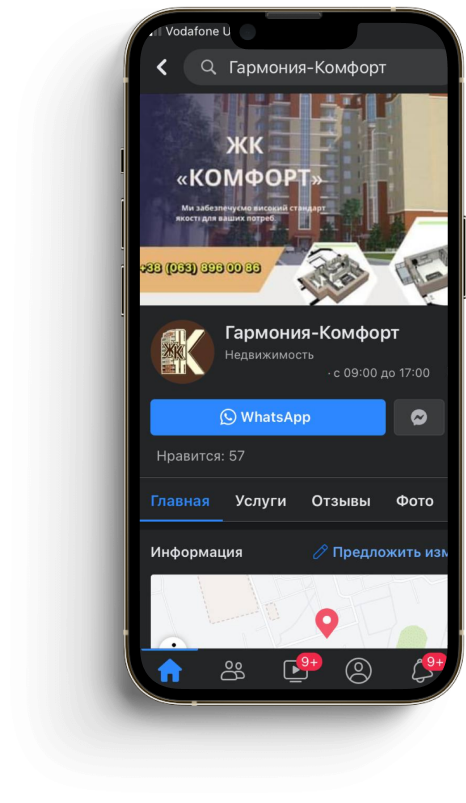 Vodafone U
Гармония-Комфорт
ЖК
«КОМФОРТ»
Ми забезпечуємо високий стандарт
якості для ваших потреб
+38 (063) 896 00 86
ЖК
Гармония-Комфорт
Недвижимость
· с 09:00 до 17:00
WhatsApp
Нравится: 57
Главная
Услуги
Отзывы
Фото
Информация
Предложить изм
9+
9+